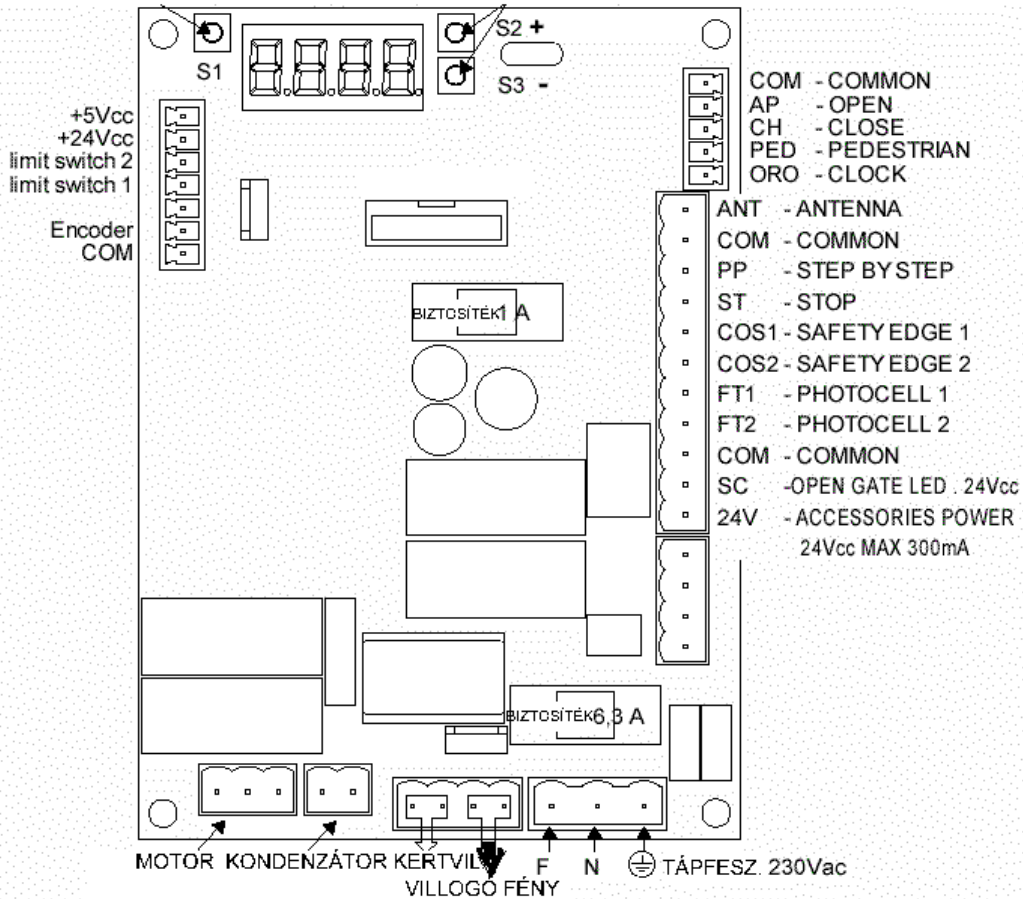 S1
S2 +
S3 -
+5Vcc
+24Vcc
limit switch 2
limit switch 1
Encoder
COM
COM - COMMON
AP - OPEN
CH - CLOSE
PED - PEDESTRIAN
ORO - CLOCK
ANT - ANTENNA
COM - COMMON
PP - STEP BY STEP
ST - STOP
COS1 - SAFETY EDGE 1
COS2 - SAFETY EDGE 2
FT1 - PHOTOCELL 1
FT2 - PHOTOCELL 2
COM - COMMON
SC -OPEN GATE LED . 24Vcc
24V - ACCESSORIES POWER
24Vcc MAX 300mA
BIZTOSÍTÉK 1 A
BIZTOSÍTÉK 6,3 A
MOTOR KONDENZÁTOR KERTVIL
VILLOGÓ FÉNY
F N TÁPFESZ. 230Vac